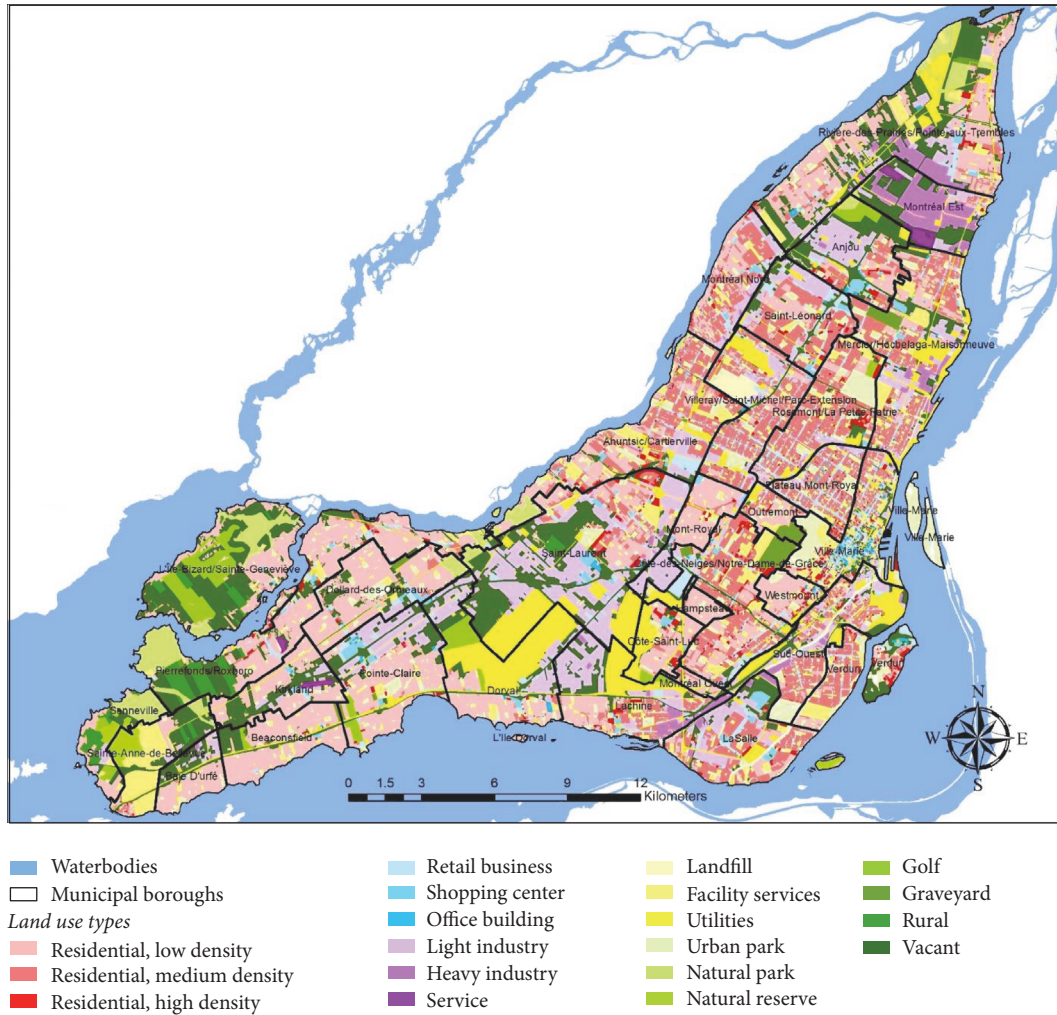 Rivière-des-Prairies/Pointe-aux-Trembles
Montréal Est
Anjou
Montréal Nord
Saint-Léonard
Mercier/Hochelaga-Maisonneuve
Villeray/Saint-Michel/Parc-Extension
Rosemont/La Petite Patrie
Ahuntsic/Cartierville
Plateau Mont-Royal
Outremont
Mont-Royal
Ville-Marie
Ville-Marie
Ville-Marie
Saint-Laurent
Côte-des-Neiges/Notre-Dame-de-Grâce
L'Île-Bizard/Sainte-Geneviève
Dollard-des-Ormeaux
Westmount
Hampstead
Côte-Saint-Luc
Sud-Ouest
Verdun
Verdun
Pierrefonds/Roxboro
Kirkland
Pointe-Claire
Dorval
Montréal Ouest
Lachine
Senneville
Beaconsfield
L'Ile Dorval
LaSalle
Sainte-Anne-de-Bellevue
Baie D'urfé
N
W E
S
0 1.5 3 6 9 12
Kilometers
Waterbodies
Municipal boroughs
Land use types
Residential, low density
Residential, medium density
Residential, high density
Retail business
Shopping center
Office building
Light industry
Heavy industry
Service
Landfill
Facility services
Utilities
Urban park
Natural park
Natural reserve
Golf
Graveyard
Rural
Vacant